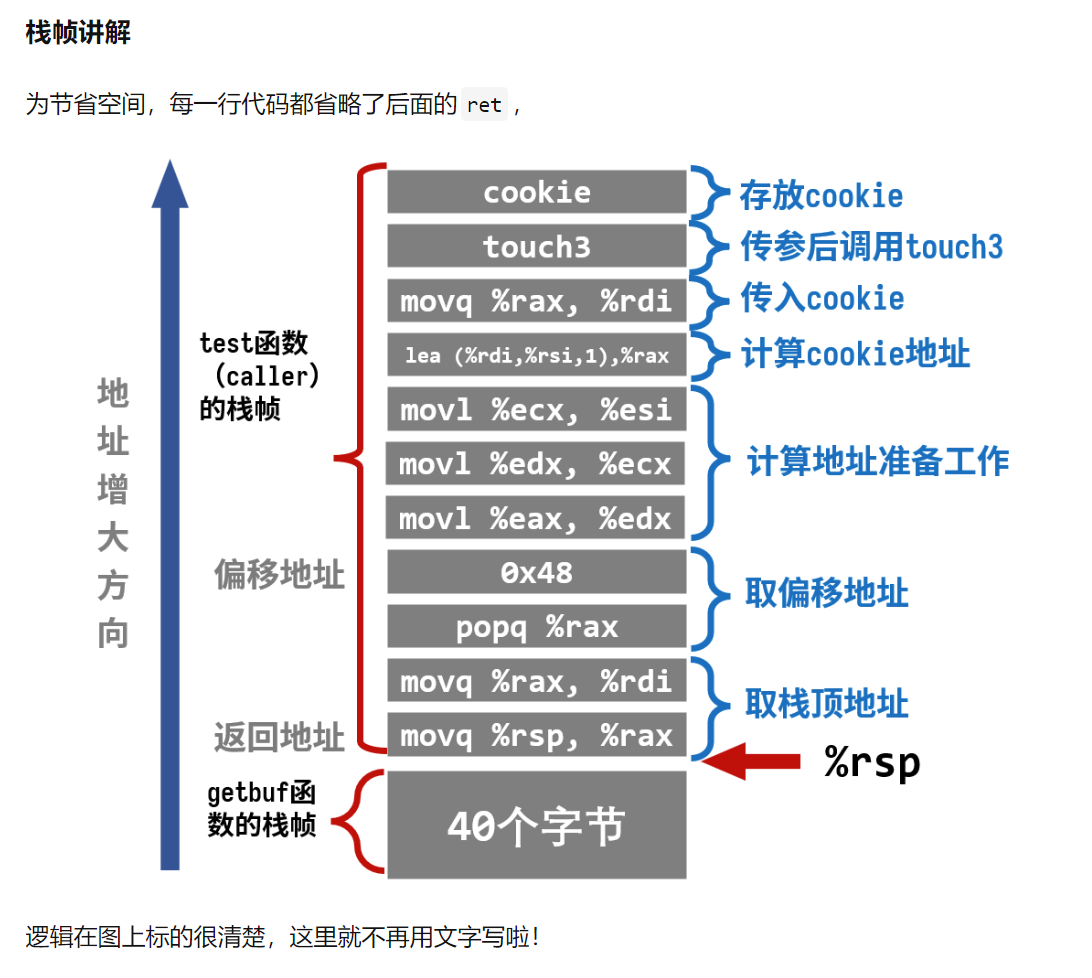 栈帧讲解
为节省空间，每一行代码都省略了后面的 ret ，
cookie
存放cookie
touch3
传参后调用touch3
movq %rax, %rdi
传入cookie
test函数
（caller）
的栈帧
lea (%rdi,%rsi,1),%rax
计算cookie地址
地址增大方向
movl %ecx, %esi
movl %edx, %ecx
计算地址准备工作
movl %eax, %edx
偏移地址
0x48
取偏移地址
popq %rax
movq %rax, %rdi
取栈顶地址
返回地址
movq %rsp, %rax
%rsp
getbuf函
数的栈帧
40个字节
逻辑在图上标的很清楚，这里就不再用文字写啦！